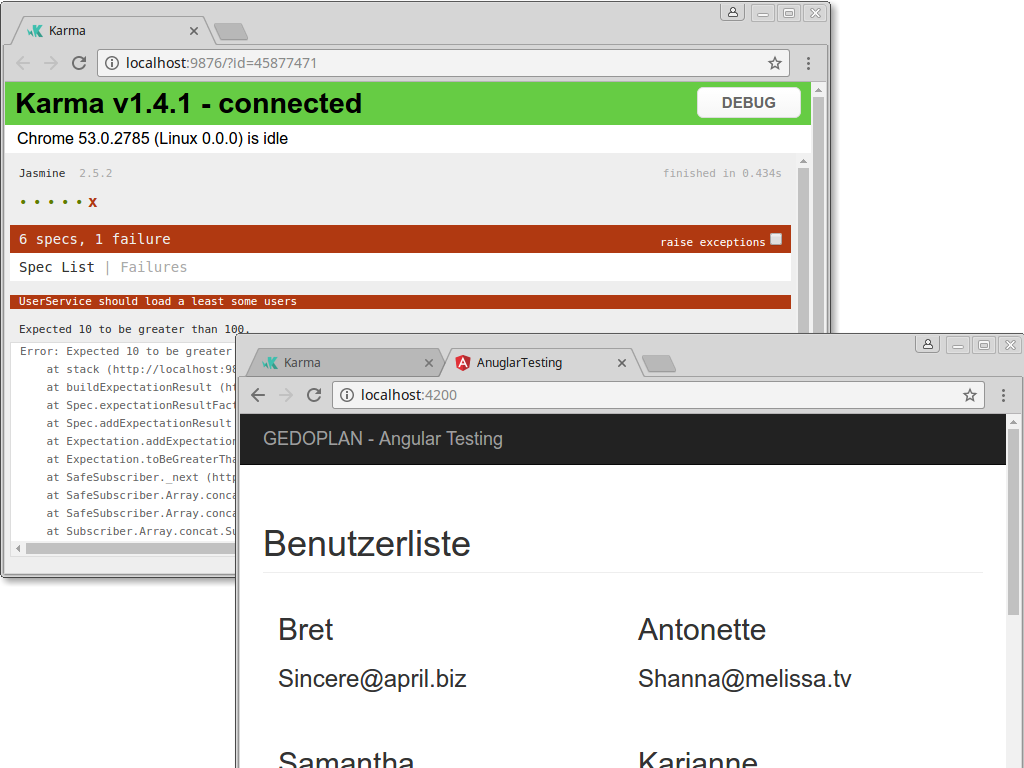 Karma
localhost:9876/?id=45877471
Karma v1.4.1 - connected
DEBUG
Chrome 53.0.2785 (Linux 0.0.0) is idle
Jasmine 2.5.2
finished in 0.434s
• • • • • x
6 specs, 1 failure
raise exceptions
Spec List | Failures
UserService should load a least some users
Expected 10 to be greater than 100.
Error: Expected 10 to be greater
at stack (http://localhost:98
at buildExpectationResult (ht
at Spec.expectationResultFact
at Spec.addExpectationResult
at Expectation.addExpectation
at Expectation.toBeGreaterTha
at SafeSubscriber._next (http
at SafeSubscriber.Array.conca
at SafeSubscriber.Array.conca
at Subscriber.Array.concat.Su
Karma
AnuglarTesting
localhost:4200
GEDOPLAN - Angular Testing
Benutzerliste
Bret
Antonette
Sincere@april.biz
Shanna@melissa.tv
Samantha
Karianne